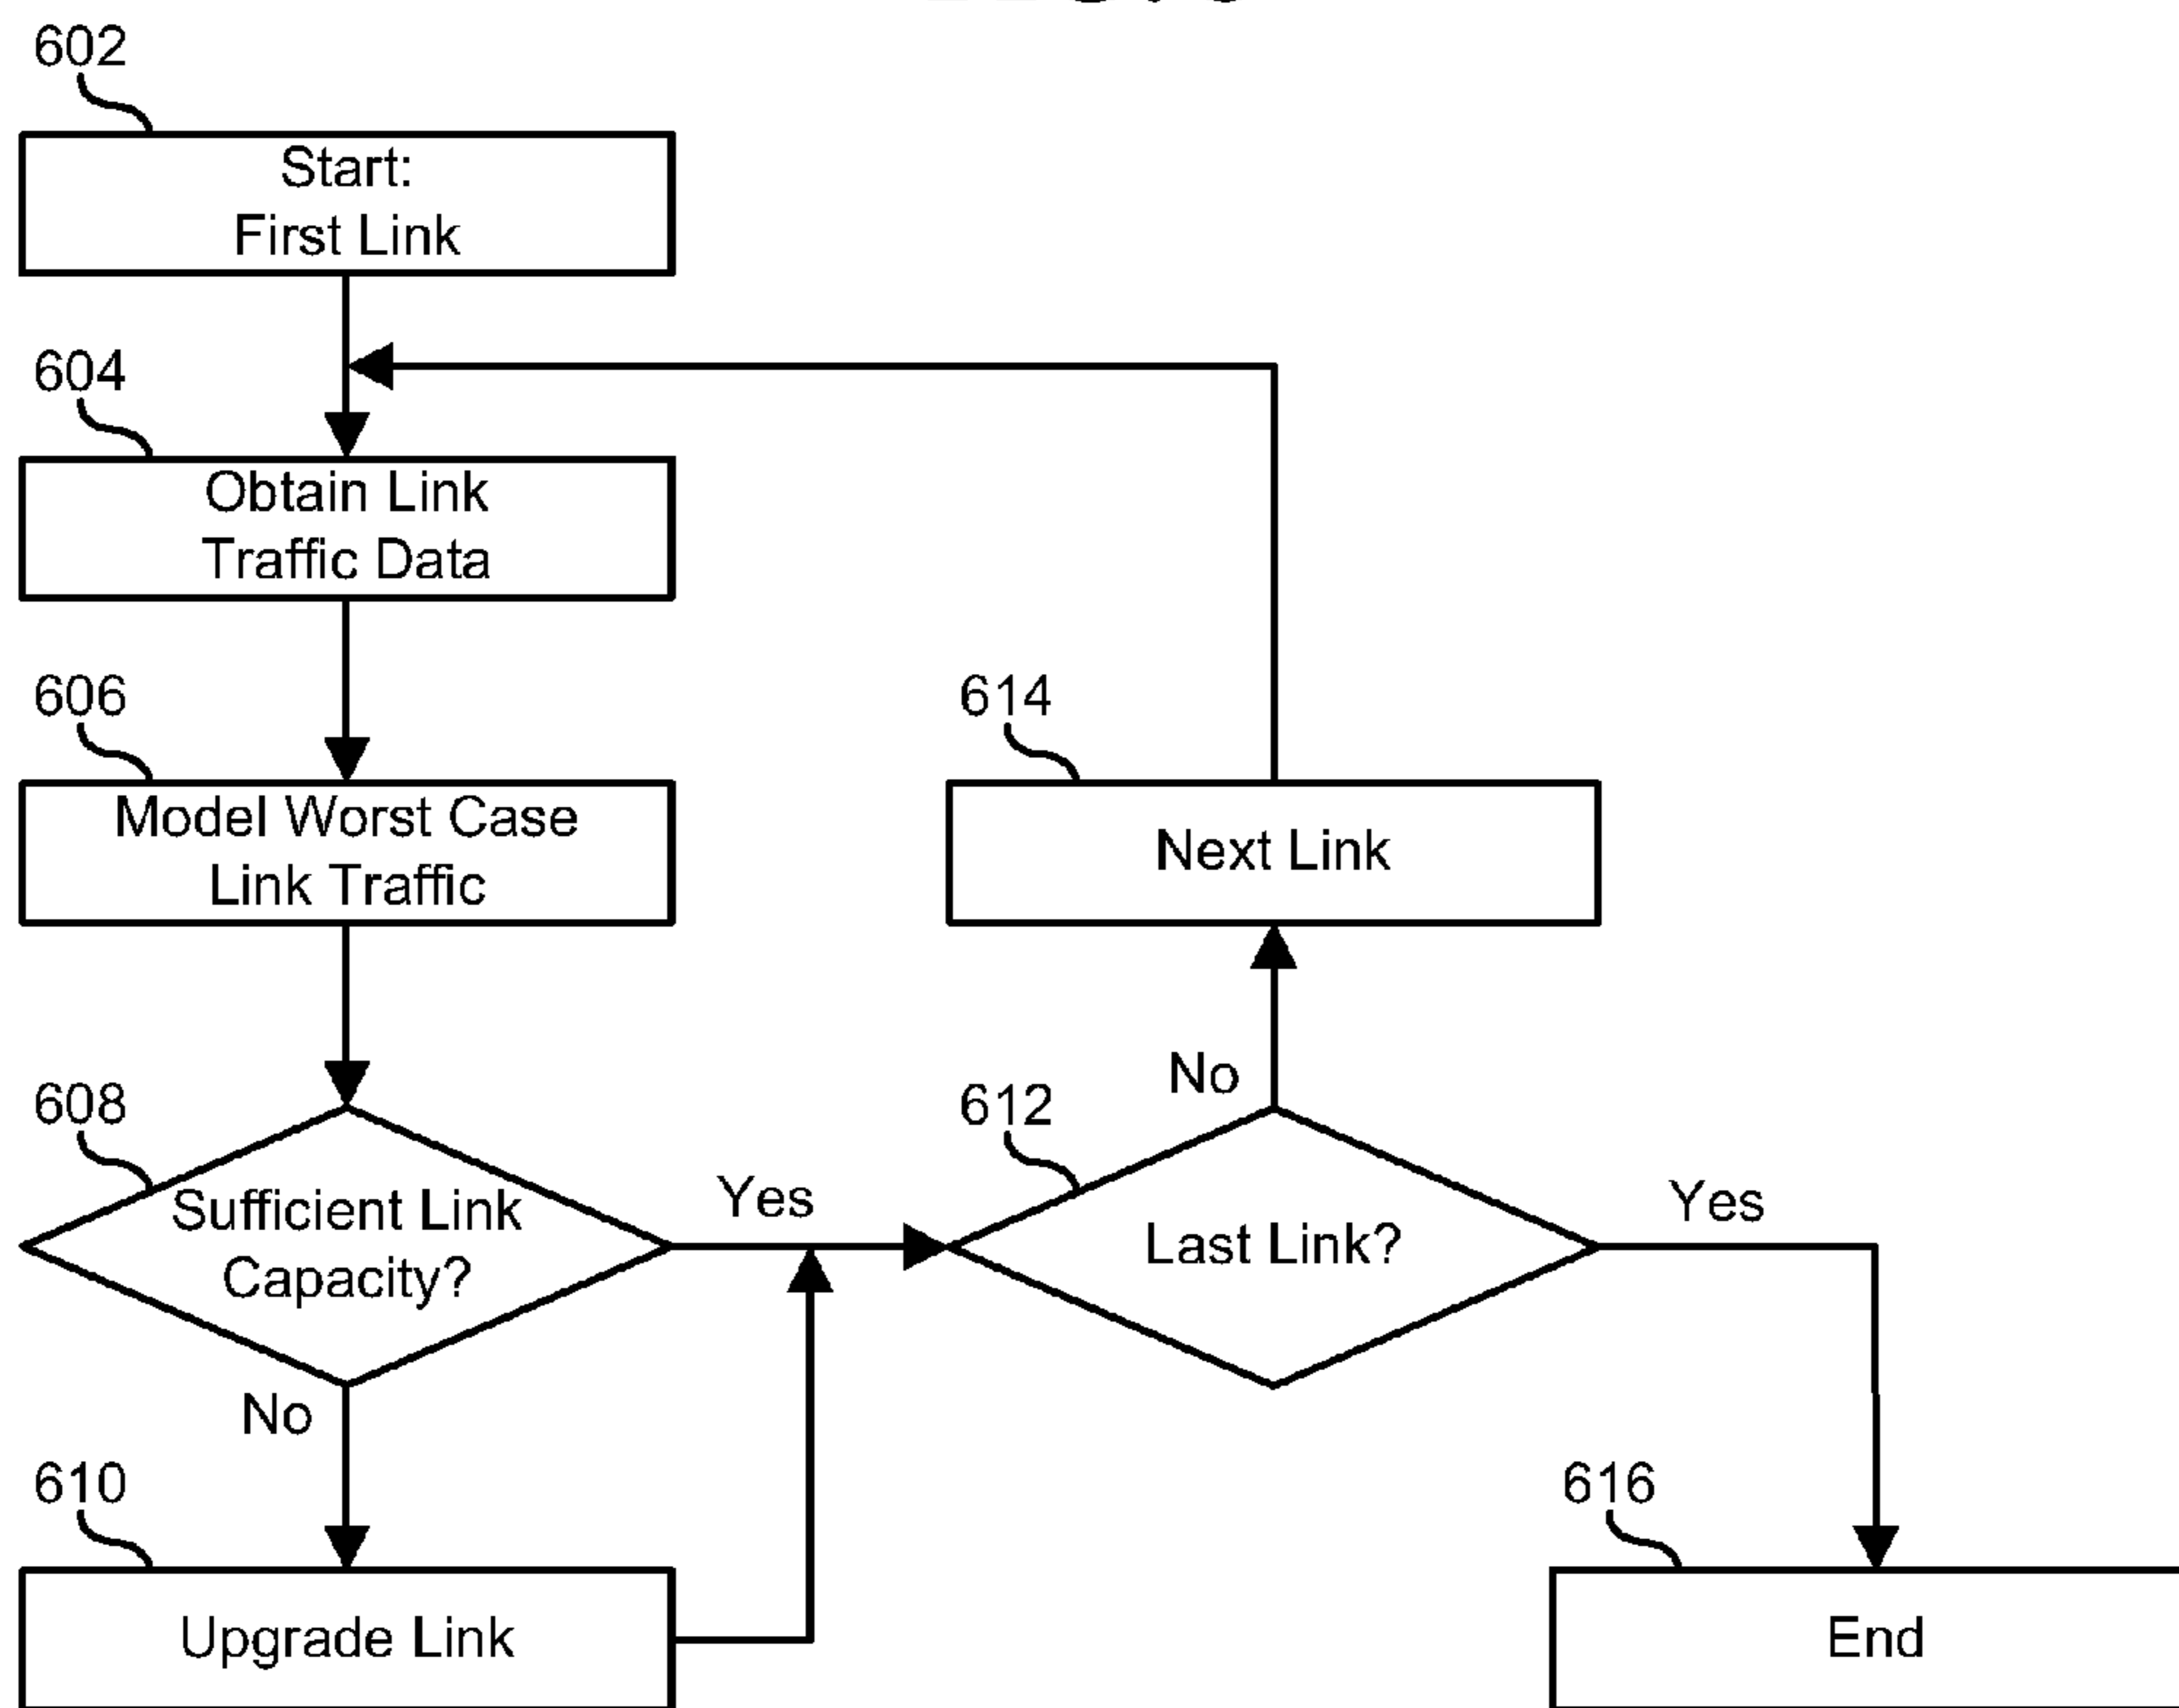 602
Start:
First Link
604
Obtain Link
Traffic Data
606
Model Worst Case
Link Traffic
614
Next Link
608
Sufficient Link
Capacity?
Yes
No
612
Last Link?
No
Yes
610
Upgrade Link
616
End